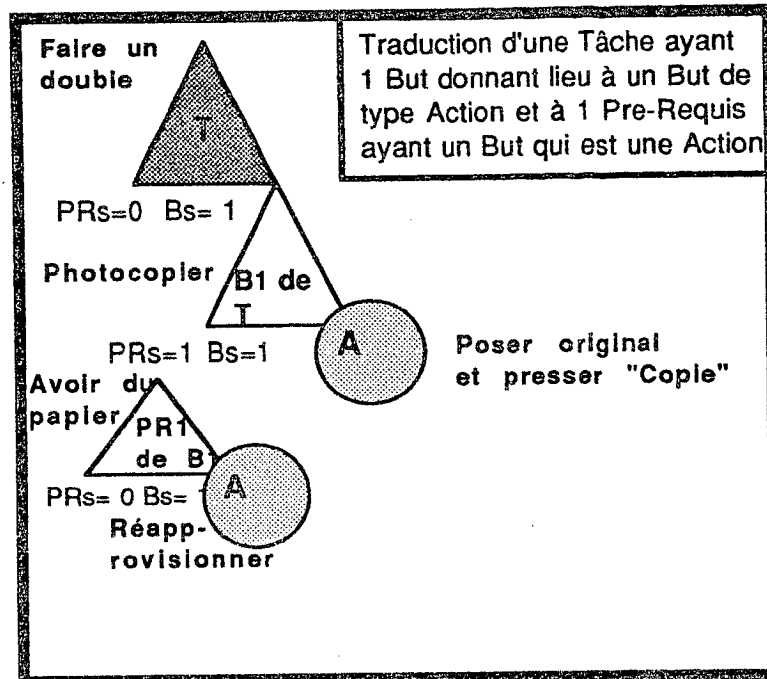 Faire un
double
Traduction d'une Tâche ayant
1 But donnant lieu à un But de
type Action et à 1 Pre-Requis
ayant un But qui est une Action
T
PRs=0 Bs= 1
Photocopier
B1 de
T
A
Poser original
et presser "Copie"
PRs=1 Bs=1
Avoir du
papier
PR1
de B1
A
PRs= 0 Bs= 1
Réapp-
rovisionner